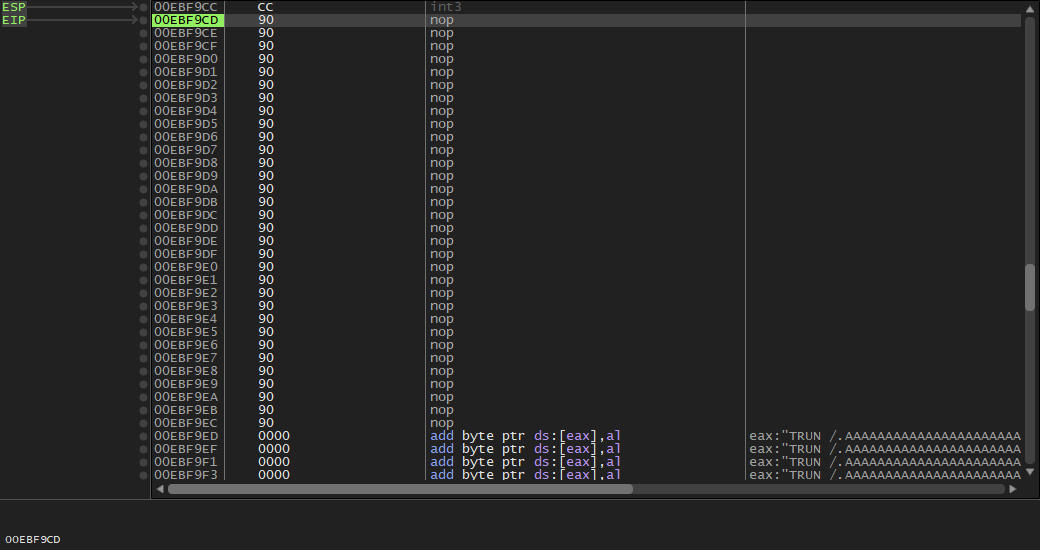 ESP 00EBF9CC CC int3
EIP 00EBF9CD 90 nop
00EBF9CE 90 nop
00EBF9CF 90 nop
00EBF9D0 90 nop
00EBF9D1 90 nop
00EBF9D2 90 nop
00EBF9D3 90 nop
00EBF9D4 90 nop
00EBF9D5 90 nop
00EBF9D6 90 nop
00EBF9D7 90 nop
00EBF9D8 90 nop
00EBF9D9 90 nop
00EBF9DA 90 nop
00EBF9DB 90 nop
00EBF9DC 90 nop
00EBF9DD 90 nop
00EBF9DE 90 nop
00EBF9DF 90 nop
00EBF9E0 90 nop
00EBF9E1 90 nop
00EBF9E2 90 nop
00EBF9E3 90 nop
00EBF9E4 90 nop
00EBF9E5 90 nop
00EBF9E6 90 nop
00EBF9E7 90 nop
00EBF9E8 90 nop
00EBF9E9 90 nop
00EBF9EA 90 nop
00EBF9EB 90 nop
00EBF9EC 90 nop
00EBF9ED 0000 add byte ptr ds:[eax],al eax:"TRUN /.AAAAAAAAAAAAAAAAAAAAAA
00EBF9EF 0000 add byte ptr ds:[eax],al eax:"TRUN /.AAAAAAAAAAAAAAAAAAAAAA
00EBF9F1 0000 add byte ptr ds:[eax],al eax:"TRUN /.AAAAAAAAAAAAAAAAAAAAAA
00EBF9F3 0000 add byte ptr ds:[eax],al eax:"TRUN /.AAAAAAAAAAAAAAAAAAAAAA
00EBF9CD